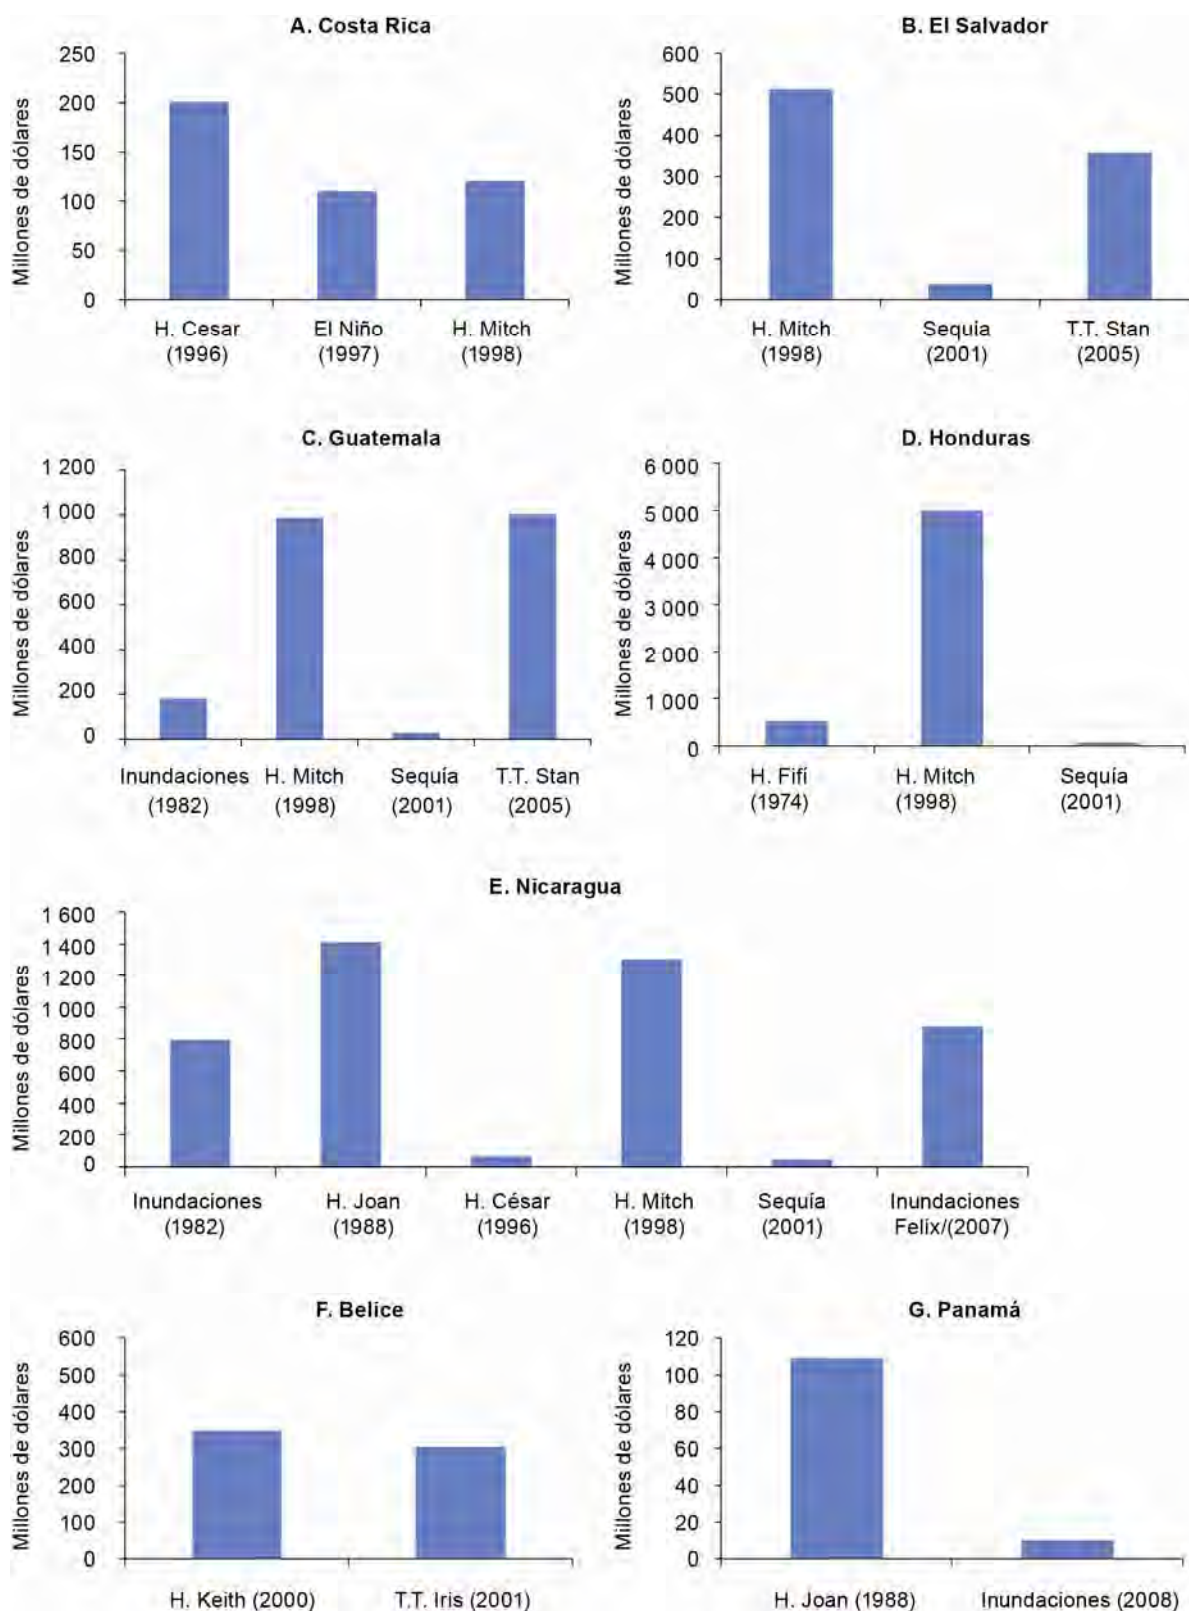 A. Costa Rica
Millones de dólares
250
200
150
100
50
0
H. Cesar
(1996)
El Niño
(1997)
H. Mitch
(1998)
B. El Salvador
Millones de dólares
600
500
400
300
200
100
0
H. Mitch
(1998)
Sequía
(2001)
T.T. Stan
(2005)
C. Guatemala
Millones de dólares
1 200
1 000
800
600
400
200
0
Inundaciones
(1982)
H. Mitch
(1998)
Sequía
(2001)
T.T. Stan
(2005)
D. Honduras
Millones de dólares
6 000
5 000
4 000
3 000
2 000
1 000
0
H. Fifí
(1974)
H. Mitch
(1998)
Sequía
(2001)
E. Nicaragua
Millones de dólares
1 600
1 400
1 200
1 000
800
600
400
200
0
Inundaciones
(1982)
H. Joan
(1988)
H. César
(1996)
H. Mitch
(1998)
Sequía
(2001)
Inundaciones
Felíx/(2007)
F. Belice
Millones de dólares
600
500
400
300
200
100
0
H. Keith (2000)
T.T. Iris (2001)
G. Panamá
Millones de dólares
120
100
80
60
40
20
0
H. Joan (1988)
Inundaciones (2008)